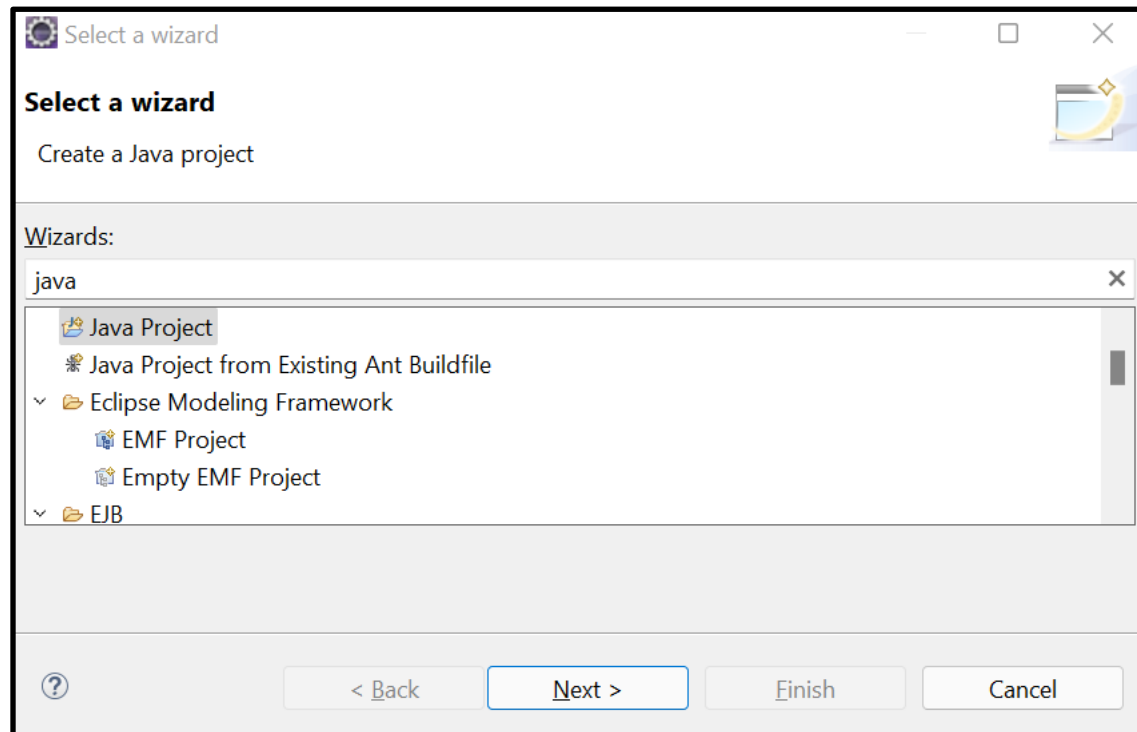 Select a wizard
Select a wizard
Create a Java project
Wizards:
java
Java Project
Java Project from Existing Ant Buildfile
Eclipse Modeling Framework
EMF Project
Empty EMF Project
EJB
? < Back Next > Finish Cancel